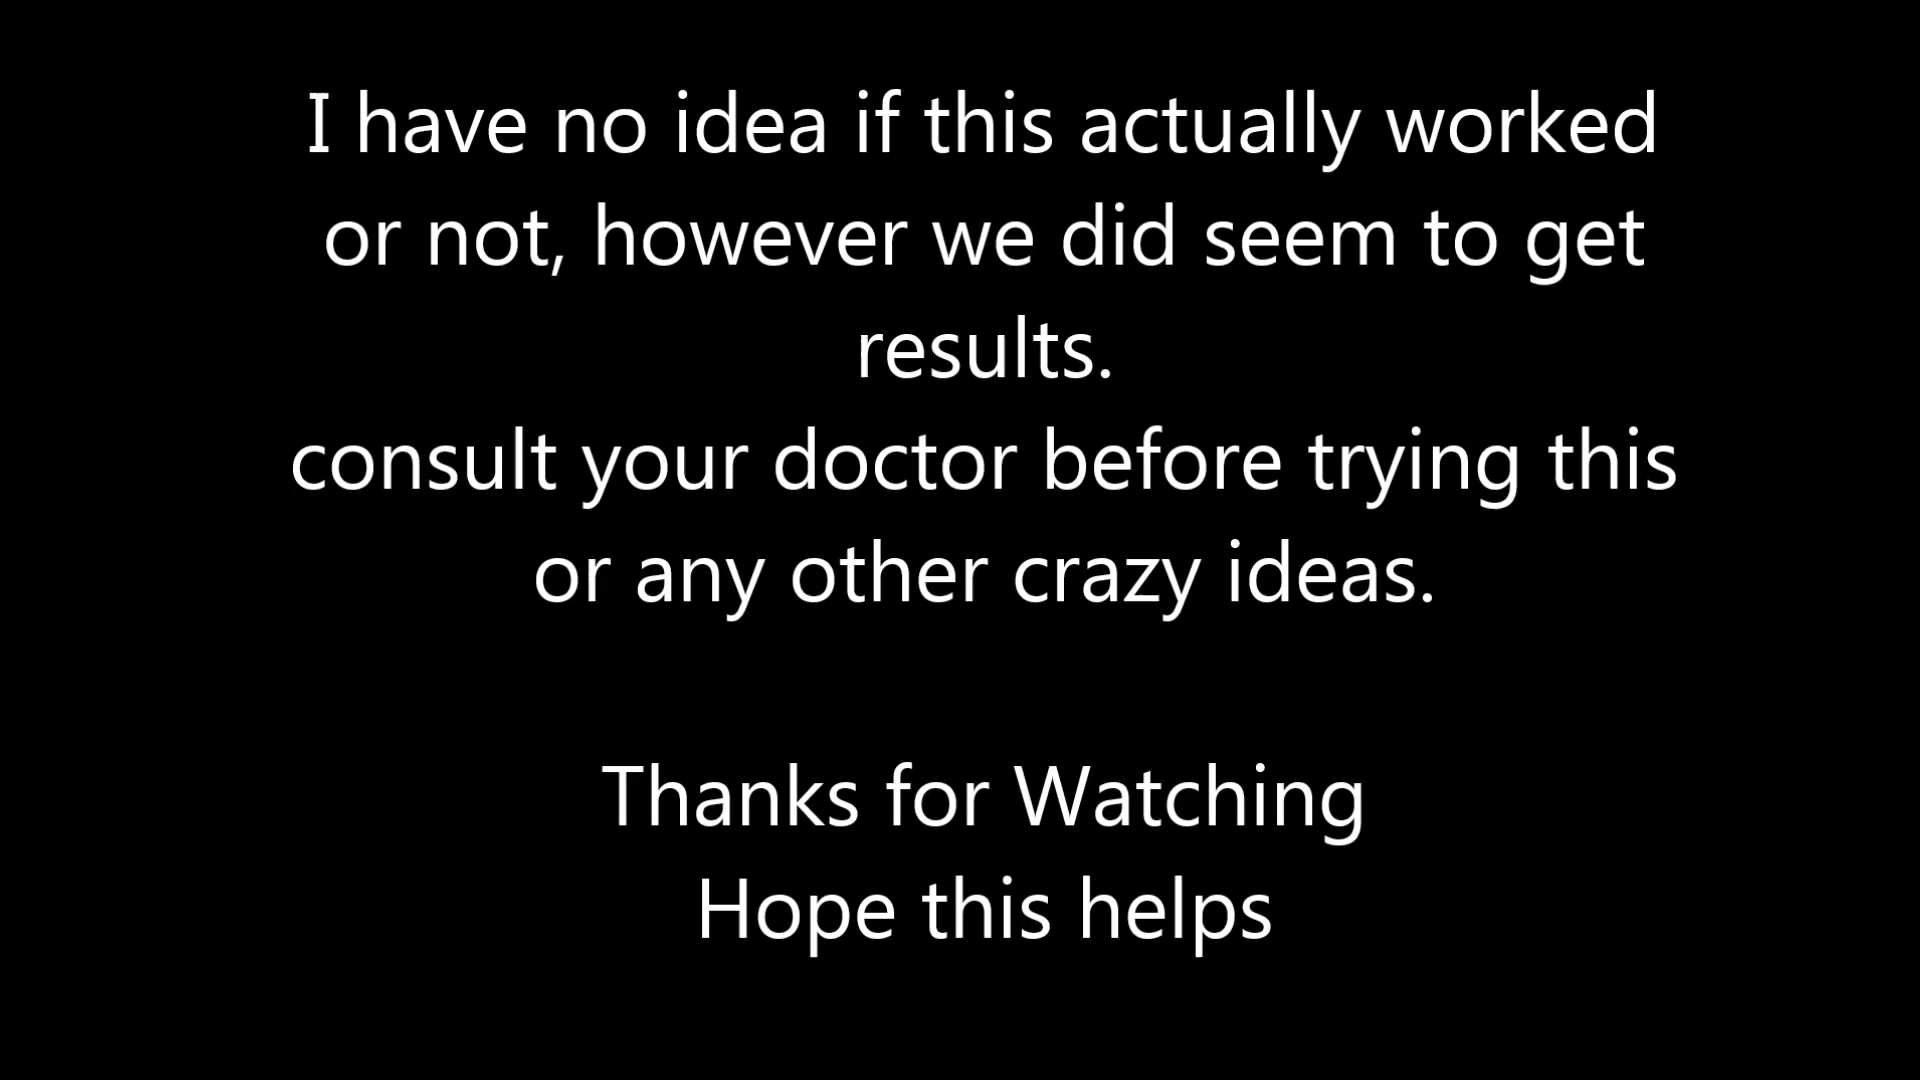 I have no idea if this actually worked
or not, however we did seem to get
results.
consult your doctor before trying this
or any other crazy ideas.
Thanks for Watching
Hope this helps